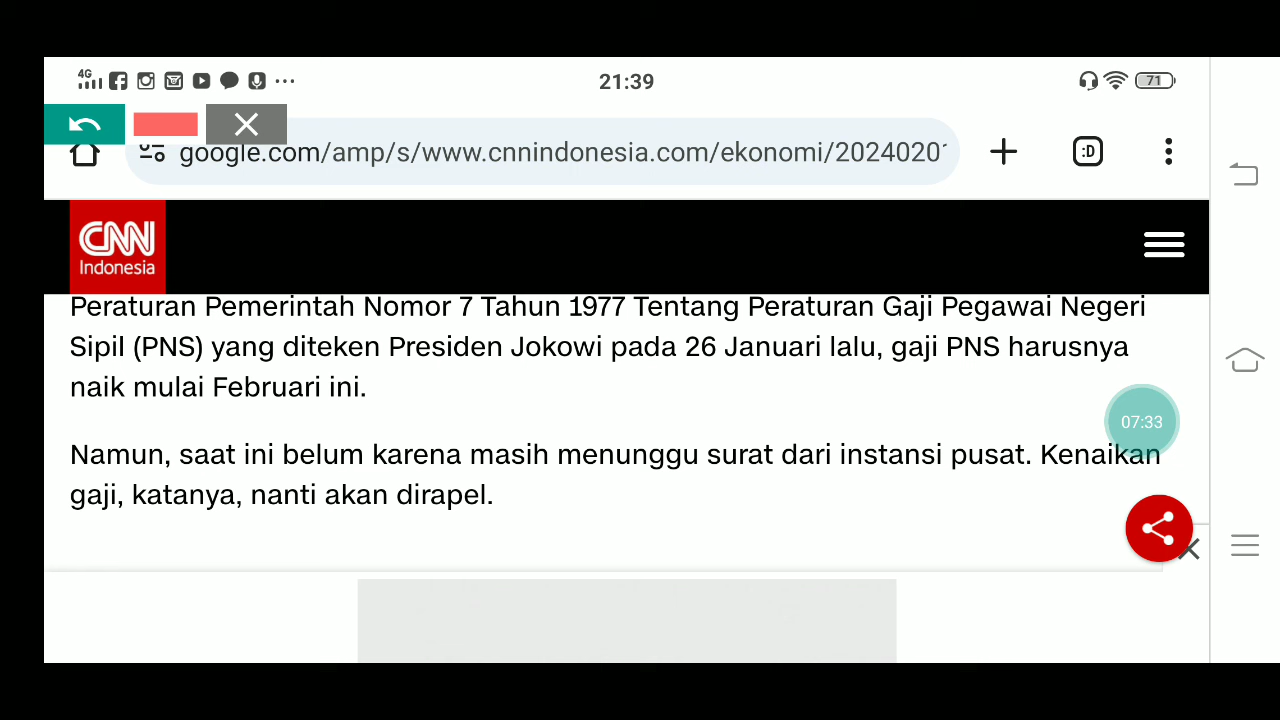 4G
21:39
71
google.com/amp/s/www.cnnindonesia.com/ekonomi/20240201
:D
CNN
Indonesia
Peraturan Pemerintah Nomor 7 Tahun 1977 Tentang Peraturan Gaji Pegawai Negeri
Sipil (PNS) yang diteken Presiden Jokowi pada 26 Januari lalu, gaji PNS harusnya
naik mulai Februari ini.
07:33
Namun, saat ini belum karena masih menunggu surat dari instansi pusat. Kenaikan
gaji, katanya, nanti akan dirapel.